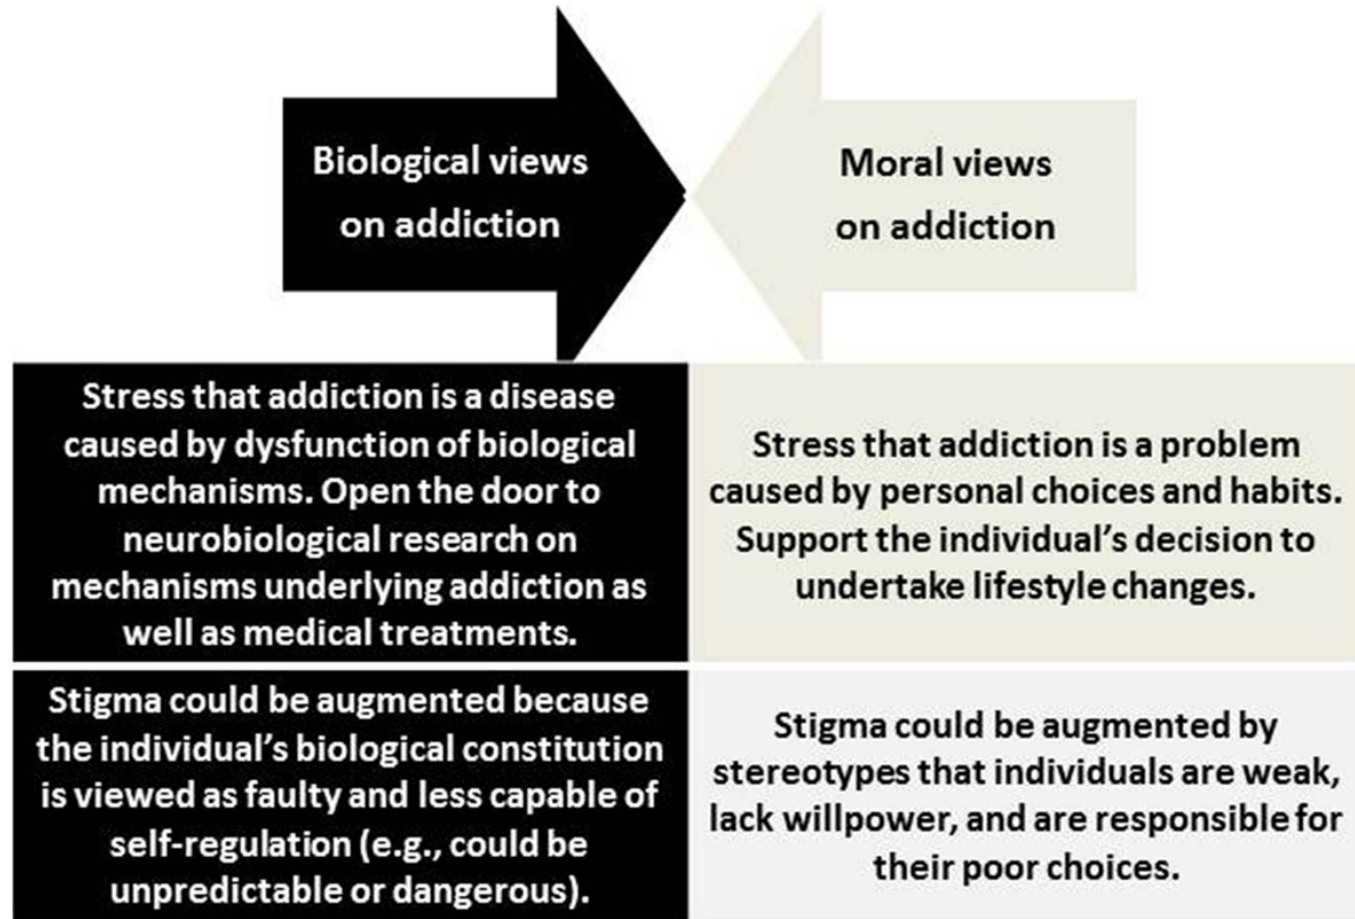 Biological views
on addiction
Moral views
on addiction
Stress that addiction is a disease
caused by dysfunction of biological
mechanisms. Open the door to
neurobiological research on
mechanisms underlying addiction as
well as medical treatments.
Stress that addiction is a problem
caused by personal choices and habits.
Support the individual’s decision to
undertake lifestyle changes.
Stigma could be augmented because
the individual’s biological constitution
is viewed as faulty and less capable of
self-regulation (e.g., could be
unpredictable or dangerous).
Stigma could be augmented by
stereotypes that individuals are weak,
lack willpower, and are responsible for
their poor choices.